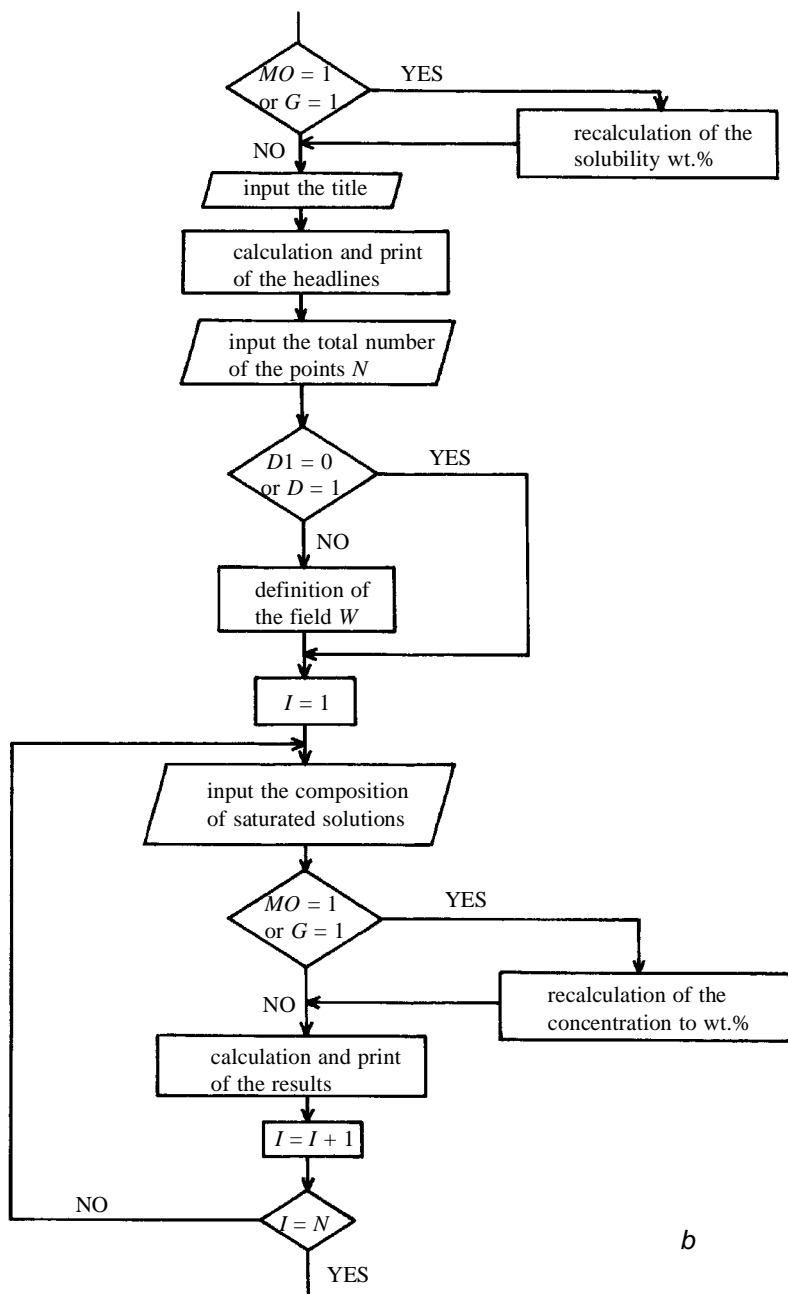 MO = 1
or G = 1
YES
recalculation of the
solubility wt.%
NO
input the title
calculation and print
of the headlines
input the total number
of the points N
D1 = 0
or D = 1
YES
NO
definition of
the field W
I = 1
input the composition
of saturated solutions
MO = 1
or G = 1
YES
NO
recalculation of the
concentration to wt.%
calculation and print
of the results
I = I + 1
NO
I = N
b
YES